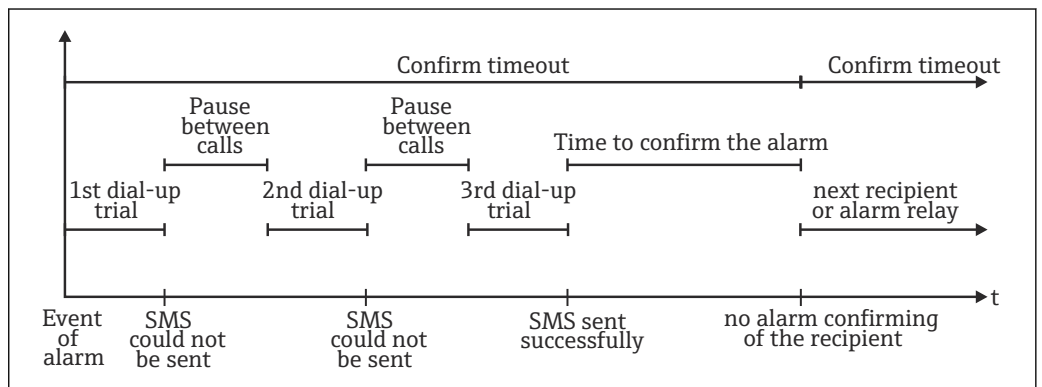 Confirm timeout
Confirm timeout
Pause
between
calls
Pause
between
calls
Time to confirm the alarm
1st dial-up
trial
2nd dial-up
trial
3rd dial-up
trial
next recipient
or alarm relay
t
Event
of
alarm
SMS
could not
be sent
SMS
could not
be sent
SMS sent
successfully
no alarm confirming
of the recipient